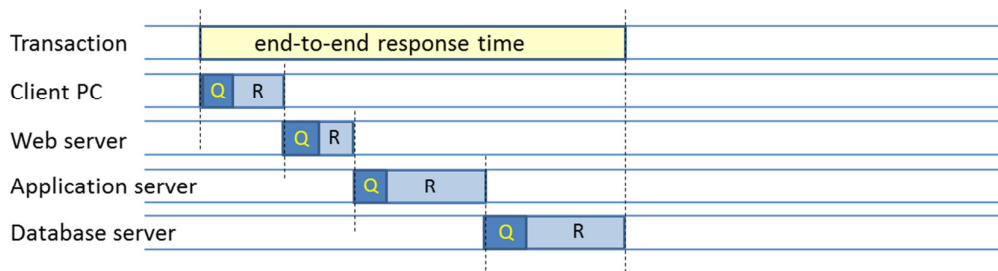 Transaction end-to-end response time
Client PC Q R
Web server Q R
Application server Q R
Database server Q R